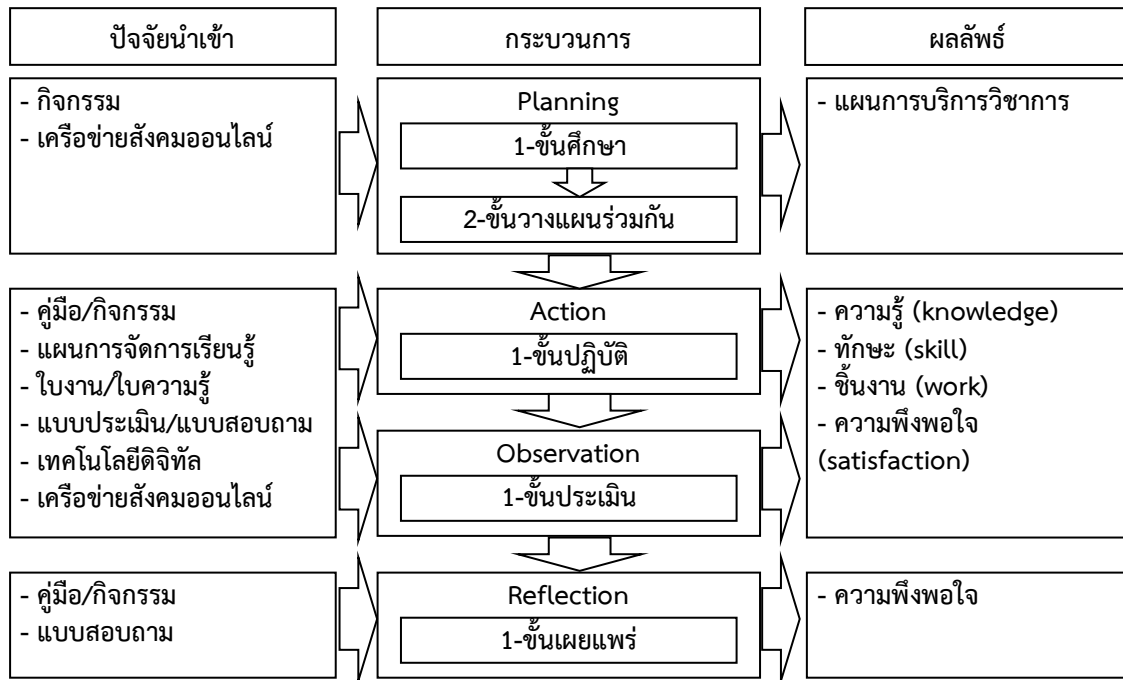 ปัจจัยนำเข้า
กระบวนการ
ผลลัพธ์
- กิจกรรม
- เครือข่ายสังคมออนไลน์
Planning
1-ขั้นศึกษา
2-ขั้นวางแผนร่วมกัน
- แผนการบริการวิชาการ
- คู่มือ/กิจกรรม
- แผนการจัดการเรียนรู้
- ใบงาน/ใบความรู้
- แบบประเมิน/แบบสอบถาม
- เทคโนโลยีดิจิทัล
- เครือข่ายสังคมออนไลน์
Action
1-ขั้นปฏิบัติ
Observation
1-ขั้นประเมิน
- ความรู้ (knowledge)
- ทักษะ (skill)
- ชิ้นงาน (work)
- ความพึงพอใจ
(satisfaction)
- คู่มือ/กิจกรรม
- แบบสอบถาม
Reflection
1-ขั้นเผยแพร่
- ความพึงพอใจ